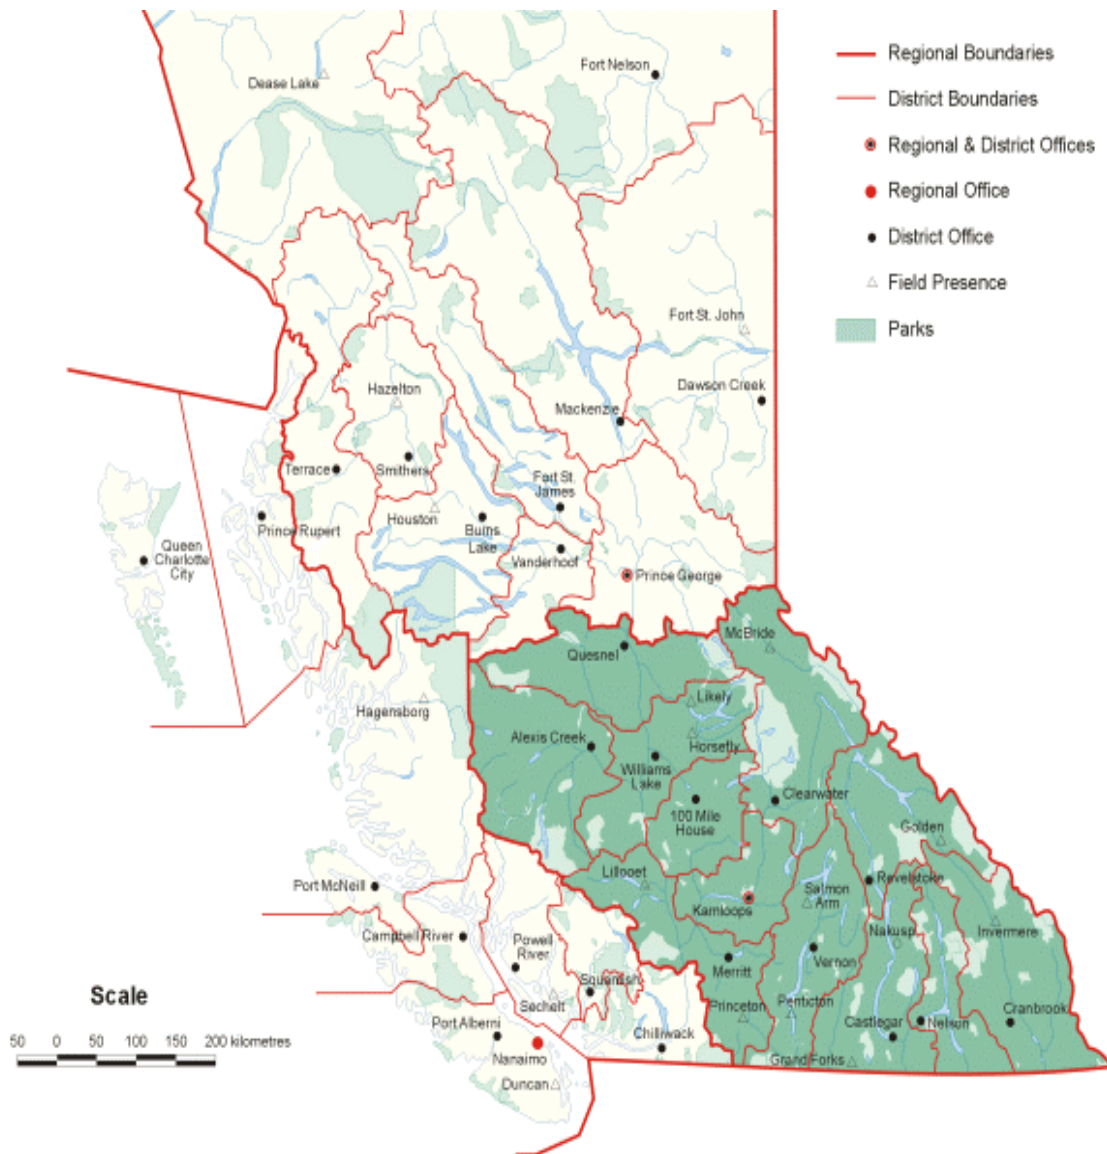 Regional Boundaries
District Boundaries
Regional & District Offices
Regional Office
District Office
Field Presence
Parks
Dease Lake
Fort Nelson
Fort St. John
Dawson Creek
Mackenzie
Hazelton
Smithers
Terrace
Fort St.
James
Houston
Burns
Lake
Prince Rupert
Vanderhoof
Queen
Charlotte
City
Prince George
McBride
Quesnel
Likely
Hagensborg
Alexis Creek
Horsefly
Williams
Lake
Clearwater
100 Mile
House
Golden
Lillooet
Port McNeill
Revelstoke
Salmon
Arm
Kamloops
Nakusp
Invermere
Campbell River
Powell
River
Vernon
Merritt
Squamish
Scale
Sechelt
Princeton
Penticton
Cranbrook
Port Alberni
Chilliwack
Castlegar
Nelson
50 0 50 100 150 200 kilometres
Nanaimo
Grand Forks
Duncan